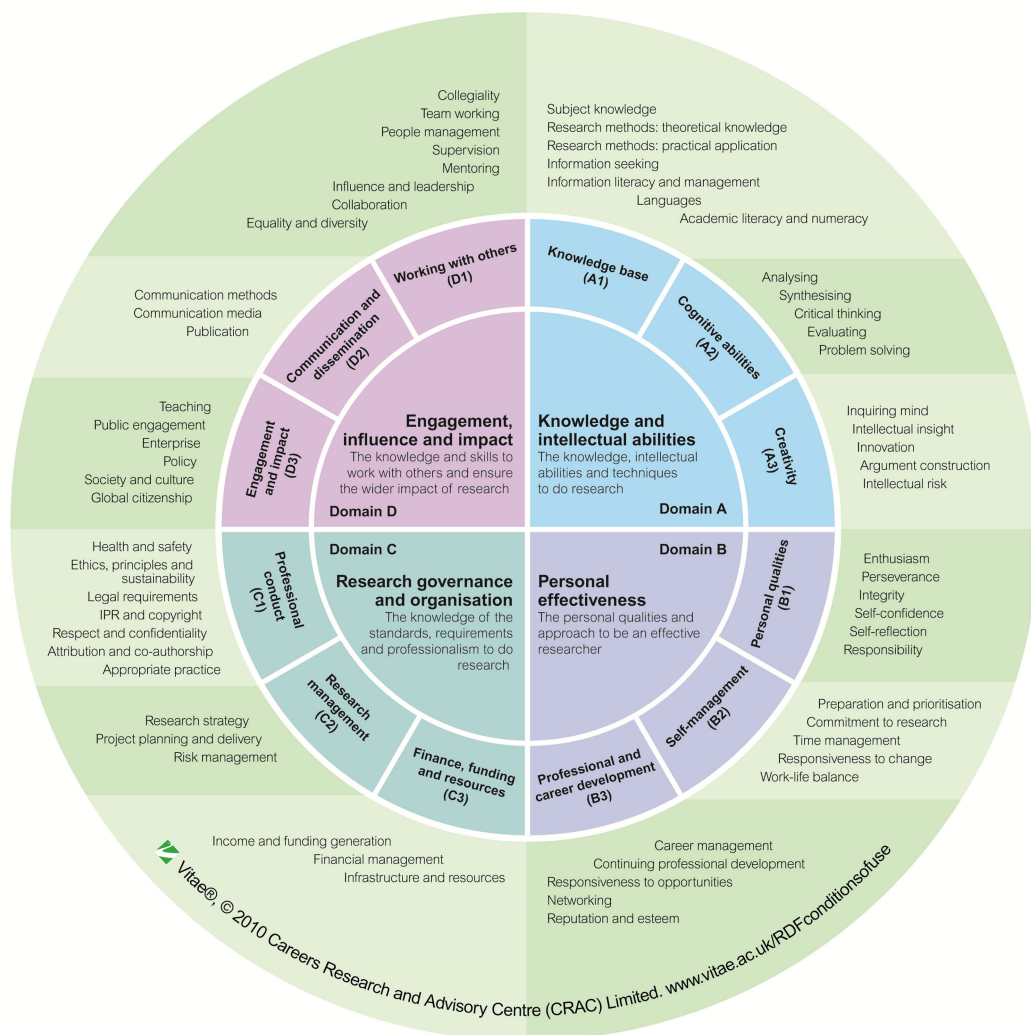 Collegiality
Team working
People management
Supervision
Mentoring
Influence and leadership
Collaboration
Equality and diversity
Subject knowledge
Research methods: theoretical knowledge
Research methods: practical application
Information seeking
Information literacy and management
Languages
Academic literacy and numeracy
Working with others
(D1)
Knowledge base
(A1)
Communication methods
Communication media
Publication
Communication and
dissemination
(D2)
Cognitive abilities
(A2)
Analysing
Synthesising
Critical thinking
Evaluating
Problem solving
Teaching
Public engagement
Enterprise
Policy
Society and culture
Global citizenship
Engagement
and impact
(D3)
Engagement,
influence and impact
The knowledge and skills to
work with others and ensure
the wider impact of research
Domain D
Knowledge and
intellectual abilities
The knowledge, intellectual
abilities and techniques
to do research
Domain A
Creativity
(A3)
Inquiring mind
Intellectual insight
Innovation
Argument construction
Intellectual risk
Health and safety
Ethics, principles and
sustainability
Legal requirements
IPR and copyright
Respect and confidentiality
Attribution and co-authorship
Appropriate practice
Professional
conduct
(C1)
Domain C
Research governance
and organisation
The knowledge of the
standards, requirements
and professionalism to do
research
Domain B
Personal
effectiveness
The personal qualities and
approach to be an effective
researcher
Personal qualities
(B1)
Enthusiasm
Perseverance
Integrity
Self-confidence
Self-reflection
Responsibility
Research strategy
Project planning and delivery
Risk management
Research
management
(C2)
Self-management
(B2)
Preparation and prioritisation
Commitment to research
Time management
Responsiveness to change
Work-life balance
Finance, funding
and resources
(C3)
Professional and
career development
(B3)
Income and funding generation
Financial management
Infrastructure and resources
Career management
Continuing professional development
Responsiveness to opportunities
Networking
Reputation and esteem
Vitae®, © 2010 Careers Research and Advisory Centre (CRAC) Limited. www.vitae.ac.uk/RDFconditionsofuse